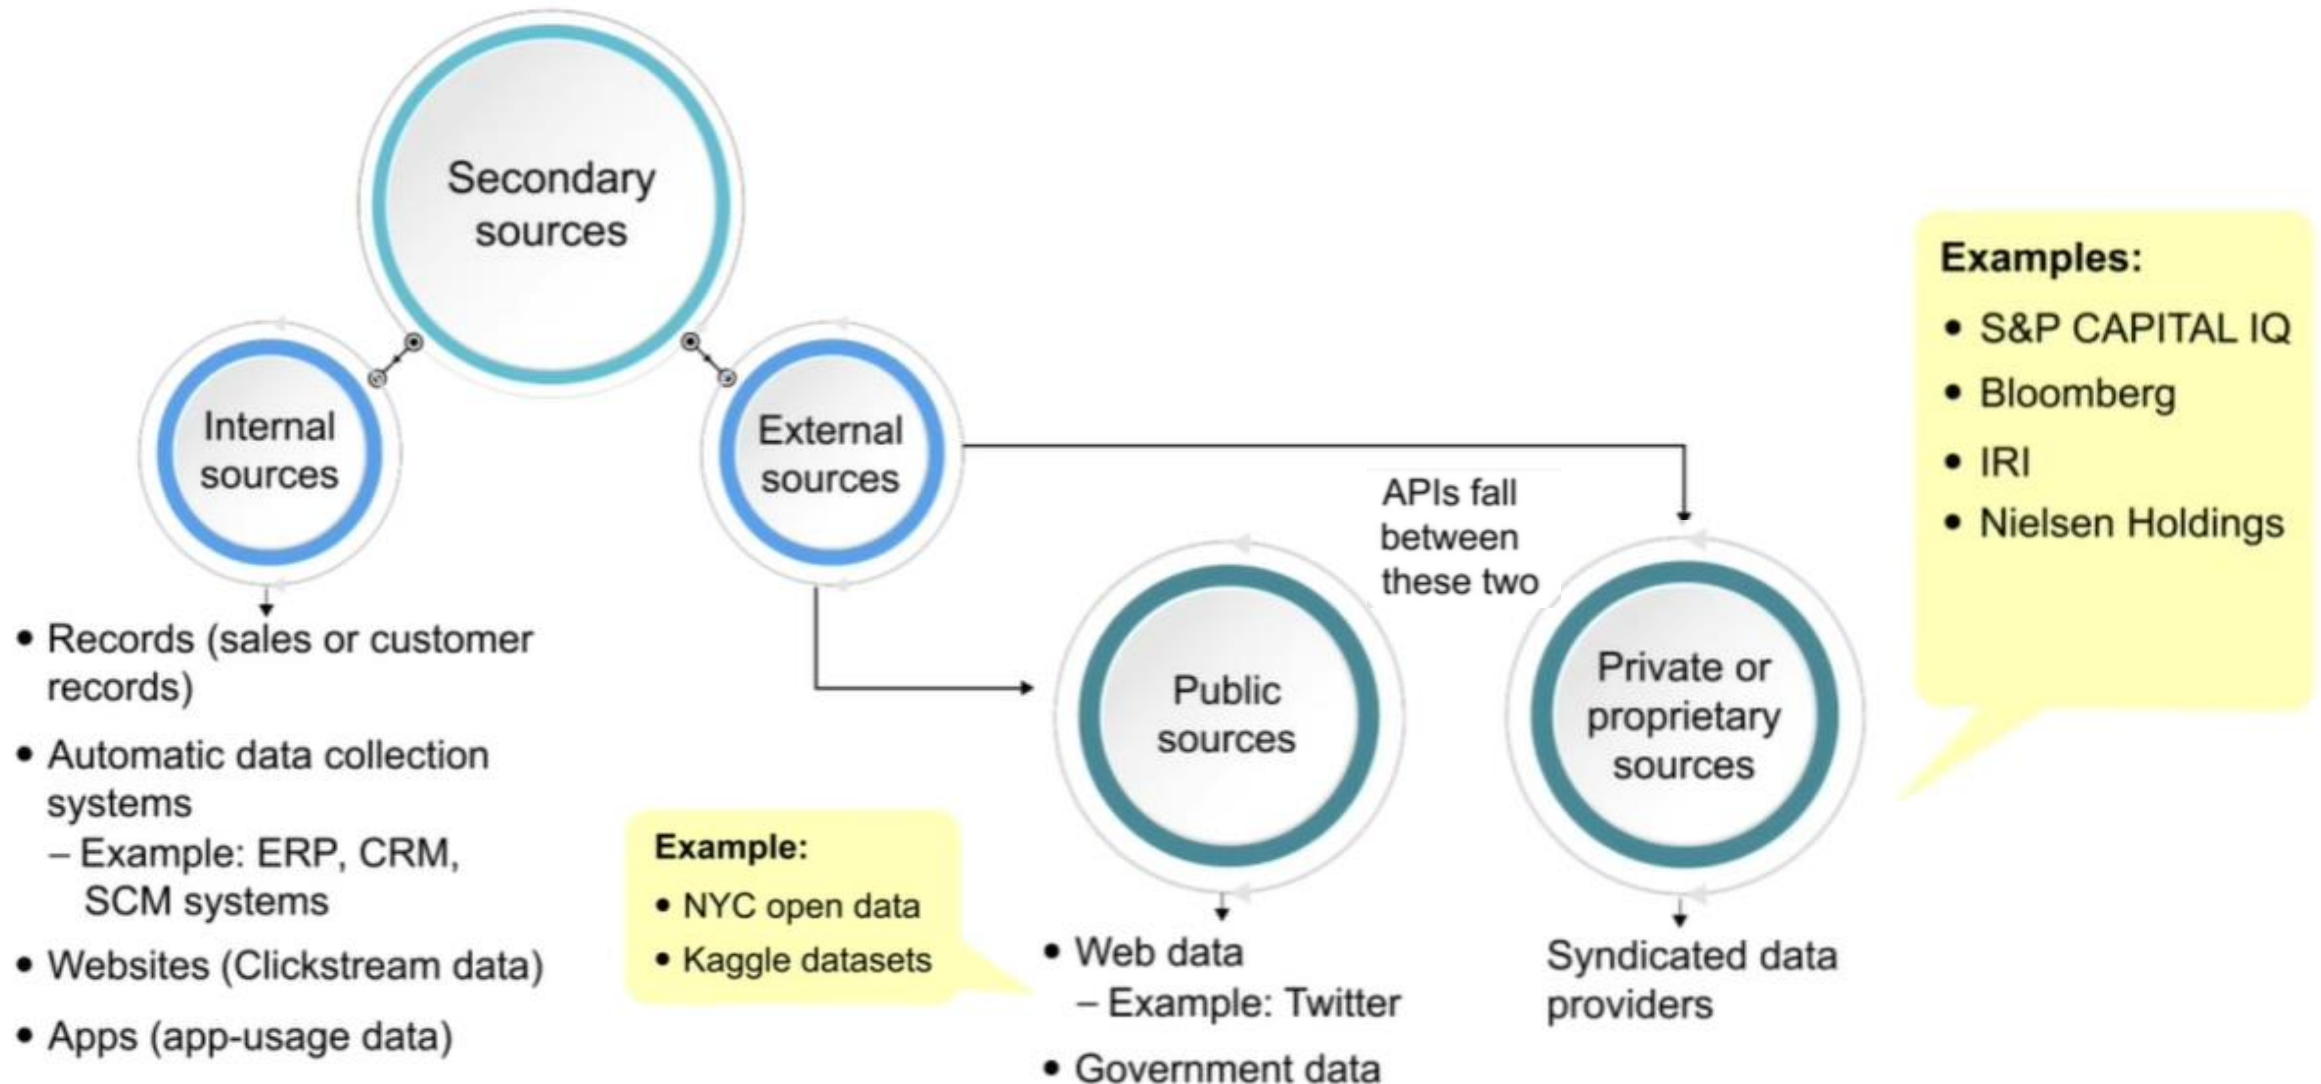 Secondary
sources
Internal
sources
External
sources
APIs fall
between
these two
Public
sources
Private or
proprietary
sources
Examples:
• S&P CAPITAL IQ
• Bloomberg
• IRI
• Nielsen Holdings
• Records (sales or customer
records)
• Automatic data collection
systems
– Example: ERP, CRM,
SCM systems
• Websites (Clickstream data)
• Apps (app-usage data)
Example:
• NYC open data
• Kaggle datasets
• Web data
– Example: Twitter
• Government data
Syndicated data
providers